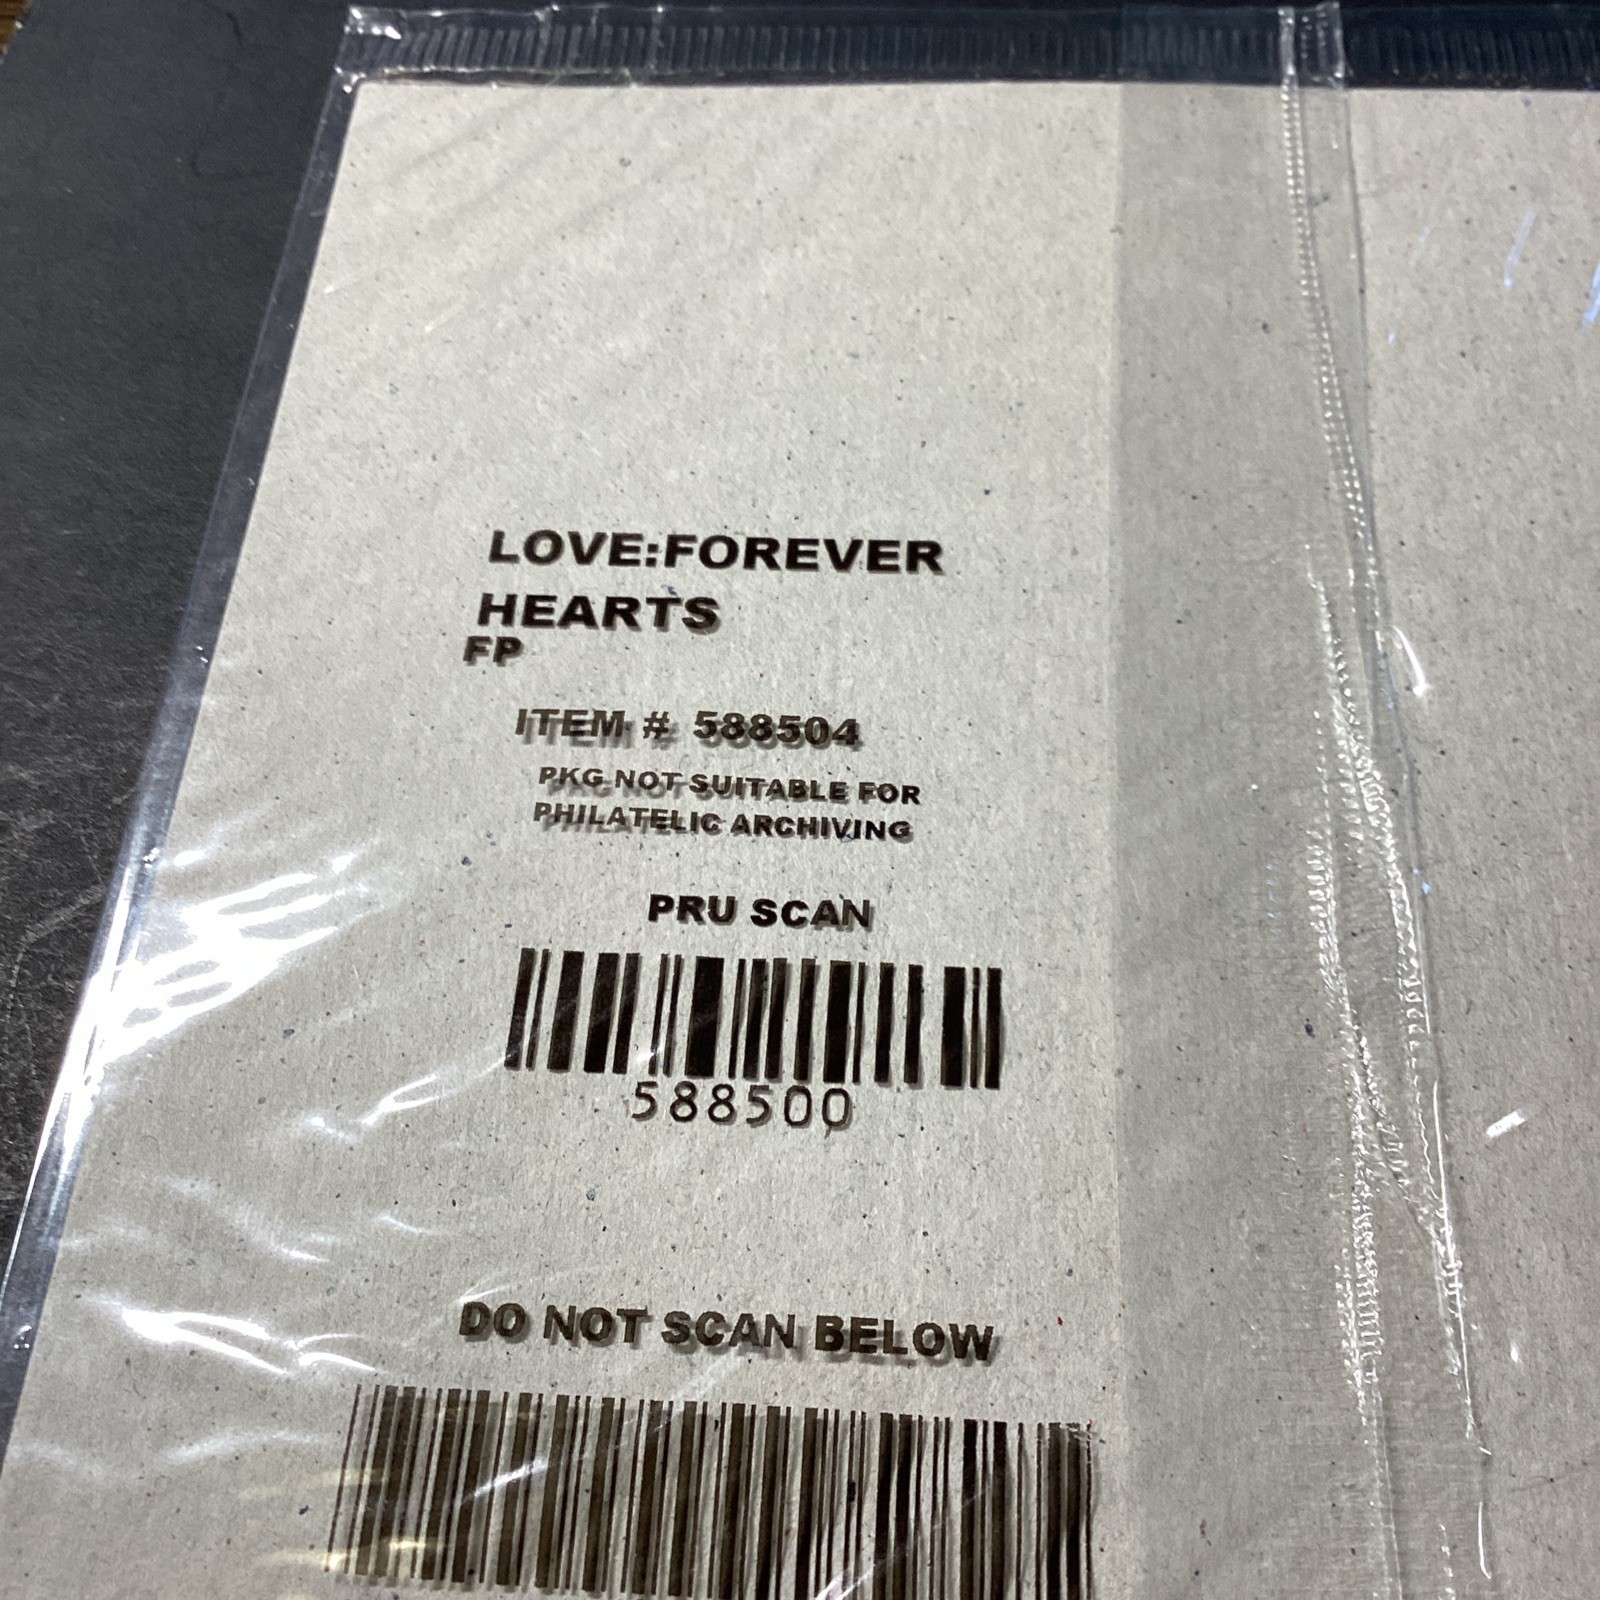 LOVE:FOREVER
HEARTS
FP
ITEM # 588504
PKG NOT SUITABLE FOR
PHILATELIC ARCHIVING
PRU SCAN
588500
DO NOT SCAN BELOW